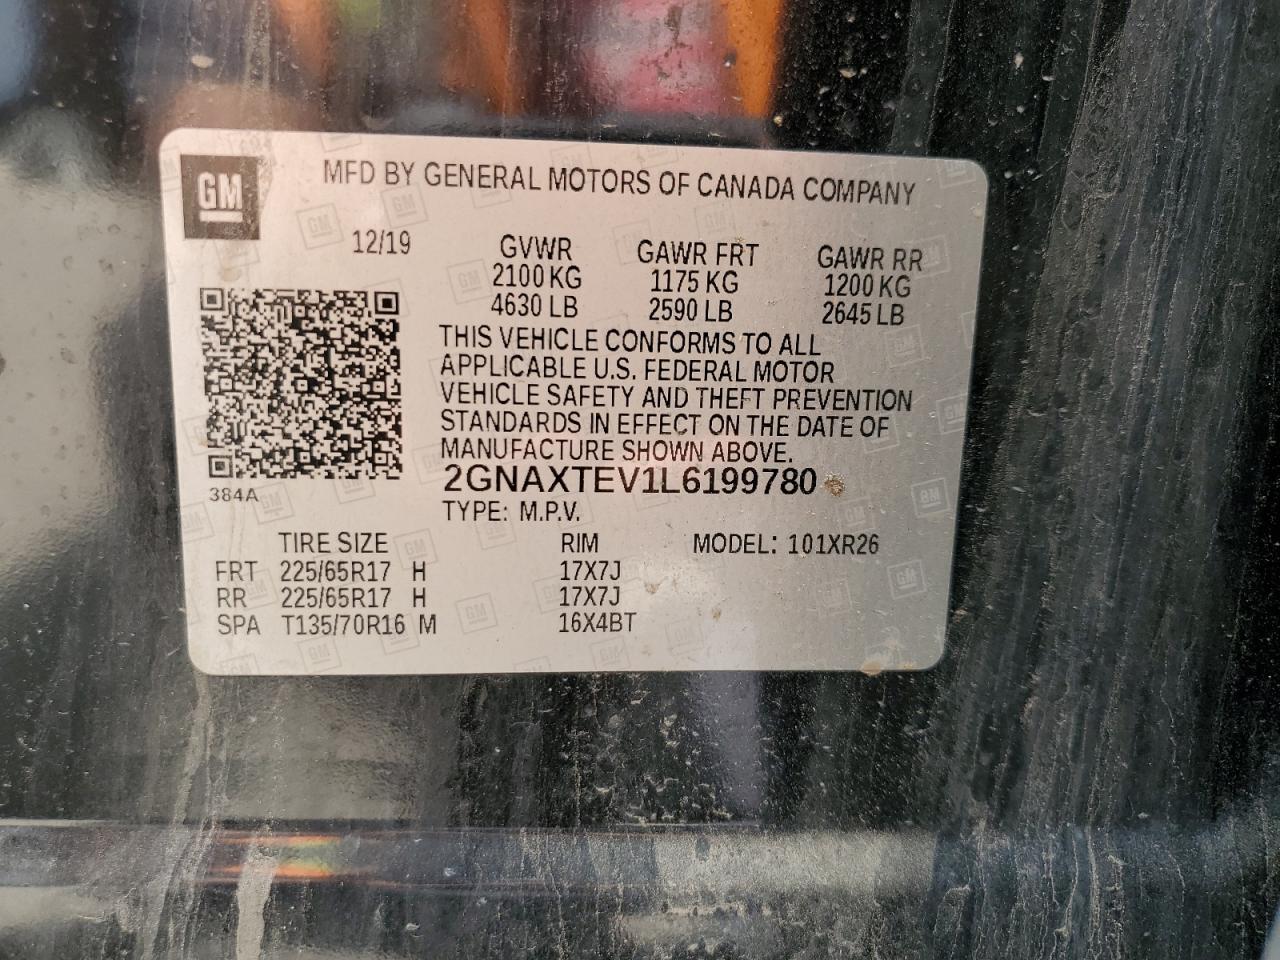 GM
MFD BY GENERAL MOTORS OF CANADA COMPANY
12/19 GVWR GAWR FRT GAWR RR
2100 KG 1175 KG 1200 KG
4630 LB 2590 LB 2645 LB
THIS VEHICLE CONFORMS TO ALL
APPLICABLE U.S. FEDERAL MOTOR
VEHICLE SAFETY AND THEFT PREVENTION
STANDARDS IN EFFECT ON THE DATE OF
MANUFACTURE SHOWN ABOVE.
2GNAXTEV1L6199780
384A
TYPE: M.P.V.
TIRE SIZE RIM MODEL: 101XR26
FRT 225/65R17 H 17X7J
RR 225/65R17 H 17X7J
SPA T135/70R16 M 16X4BT